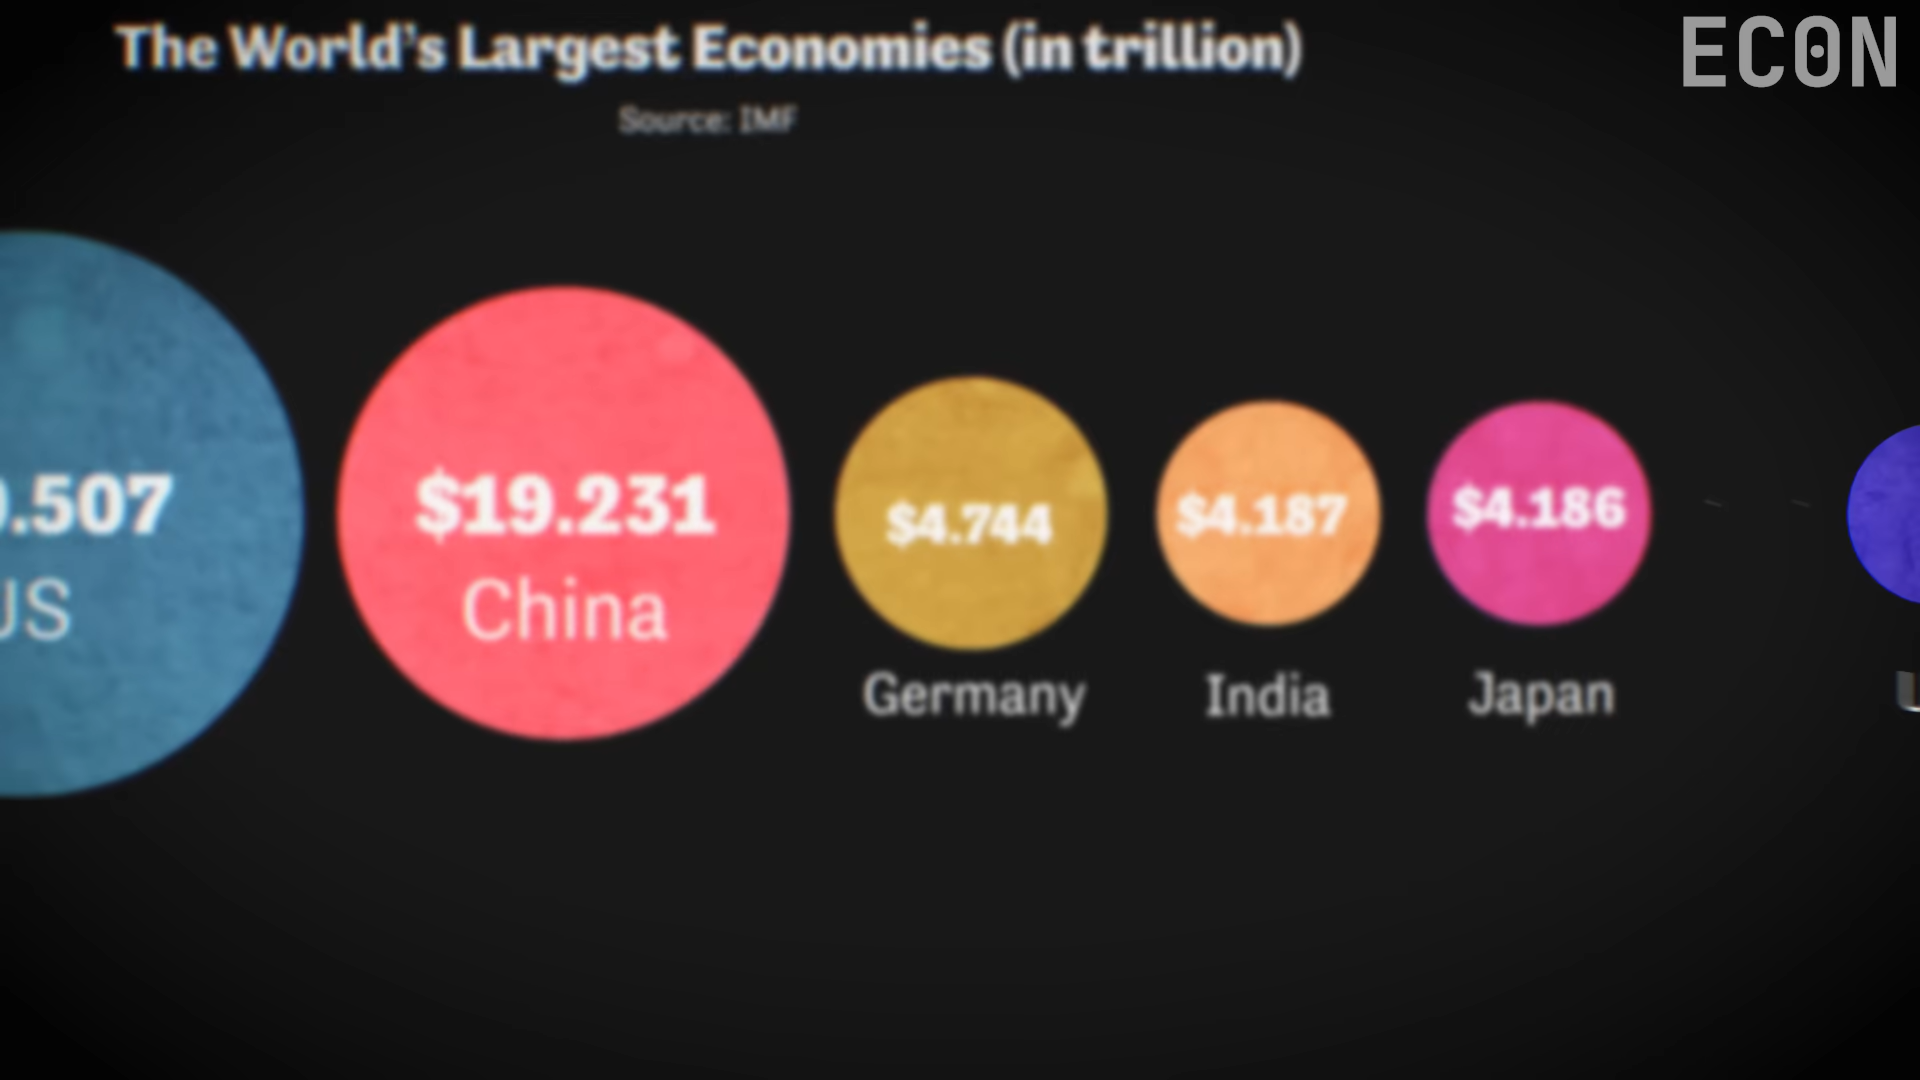 The World's Largest Economies (in trillion)
ECON
Source: IMF
.507
US
$19.231
China
$4.744
Germany
$4.187
India
$4.186
Japan